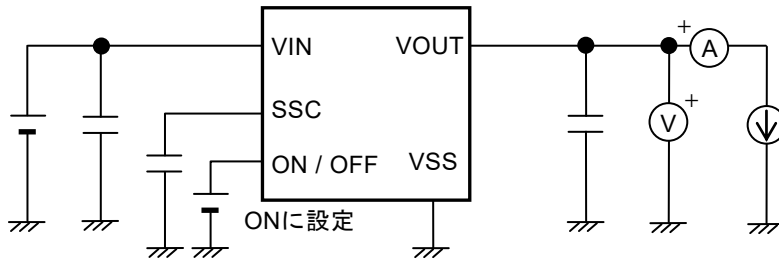 VIN
VOUT
+
A
SSC
V
+
ON / OFF
VSS
ONに設定